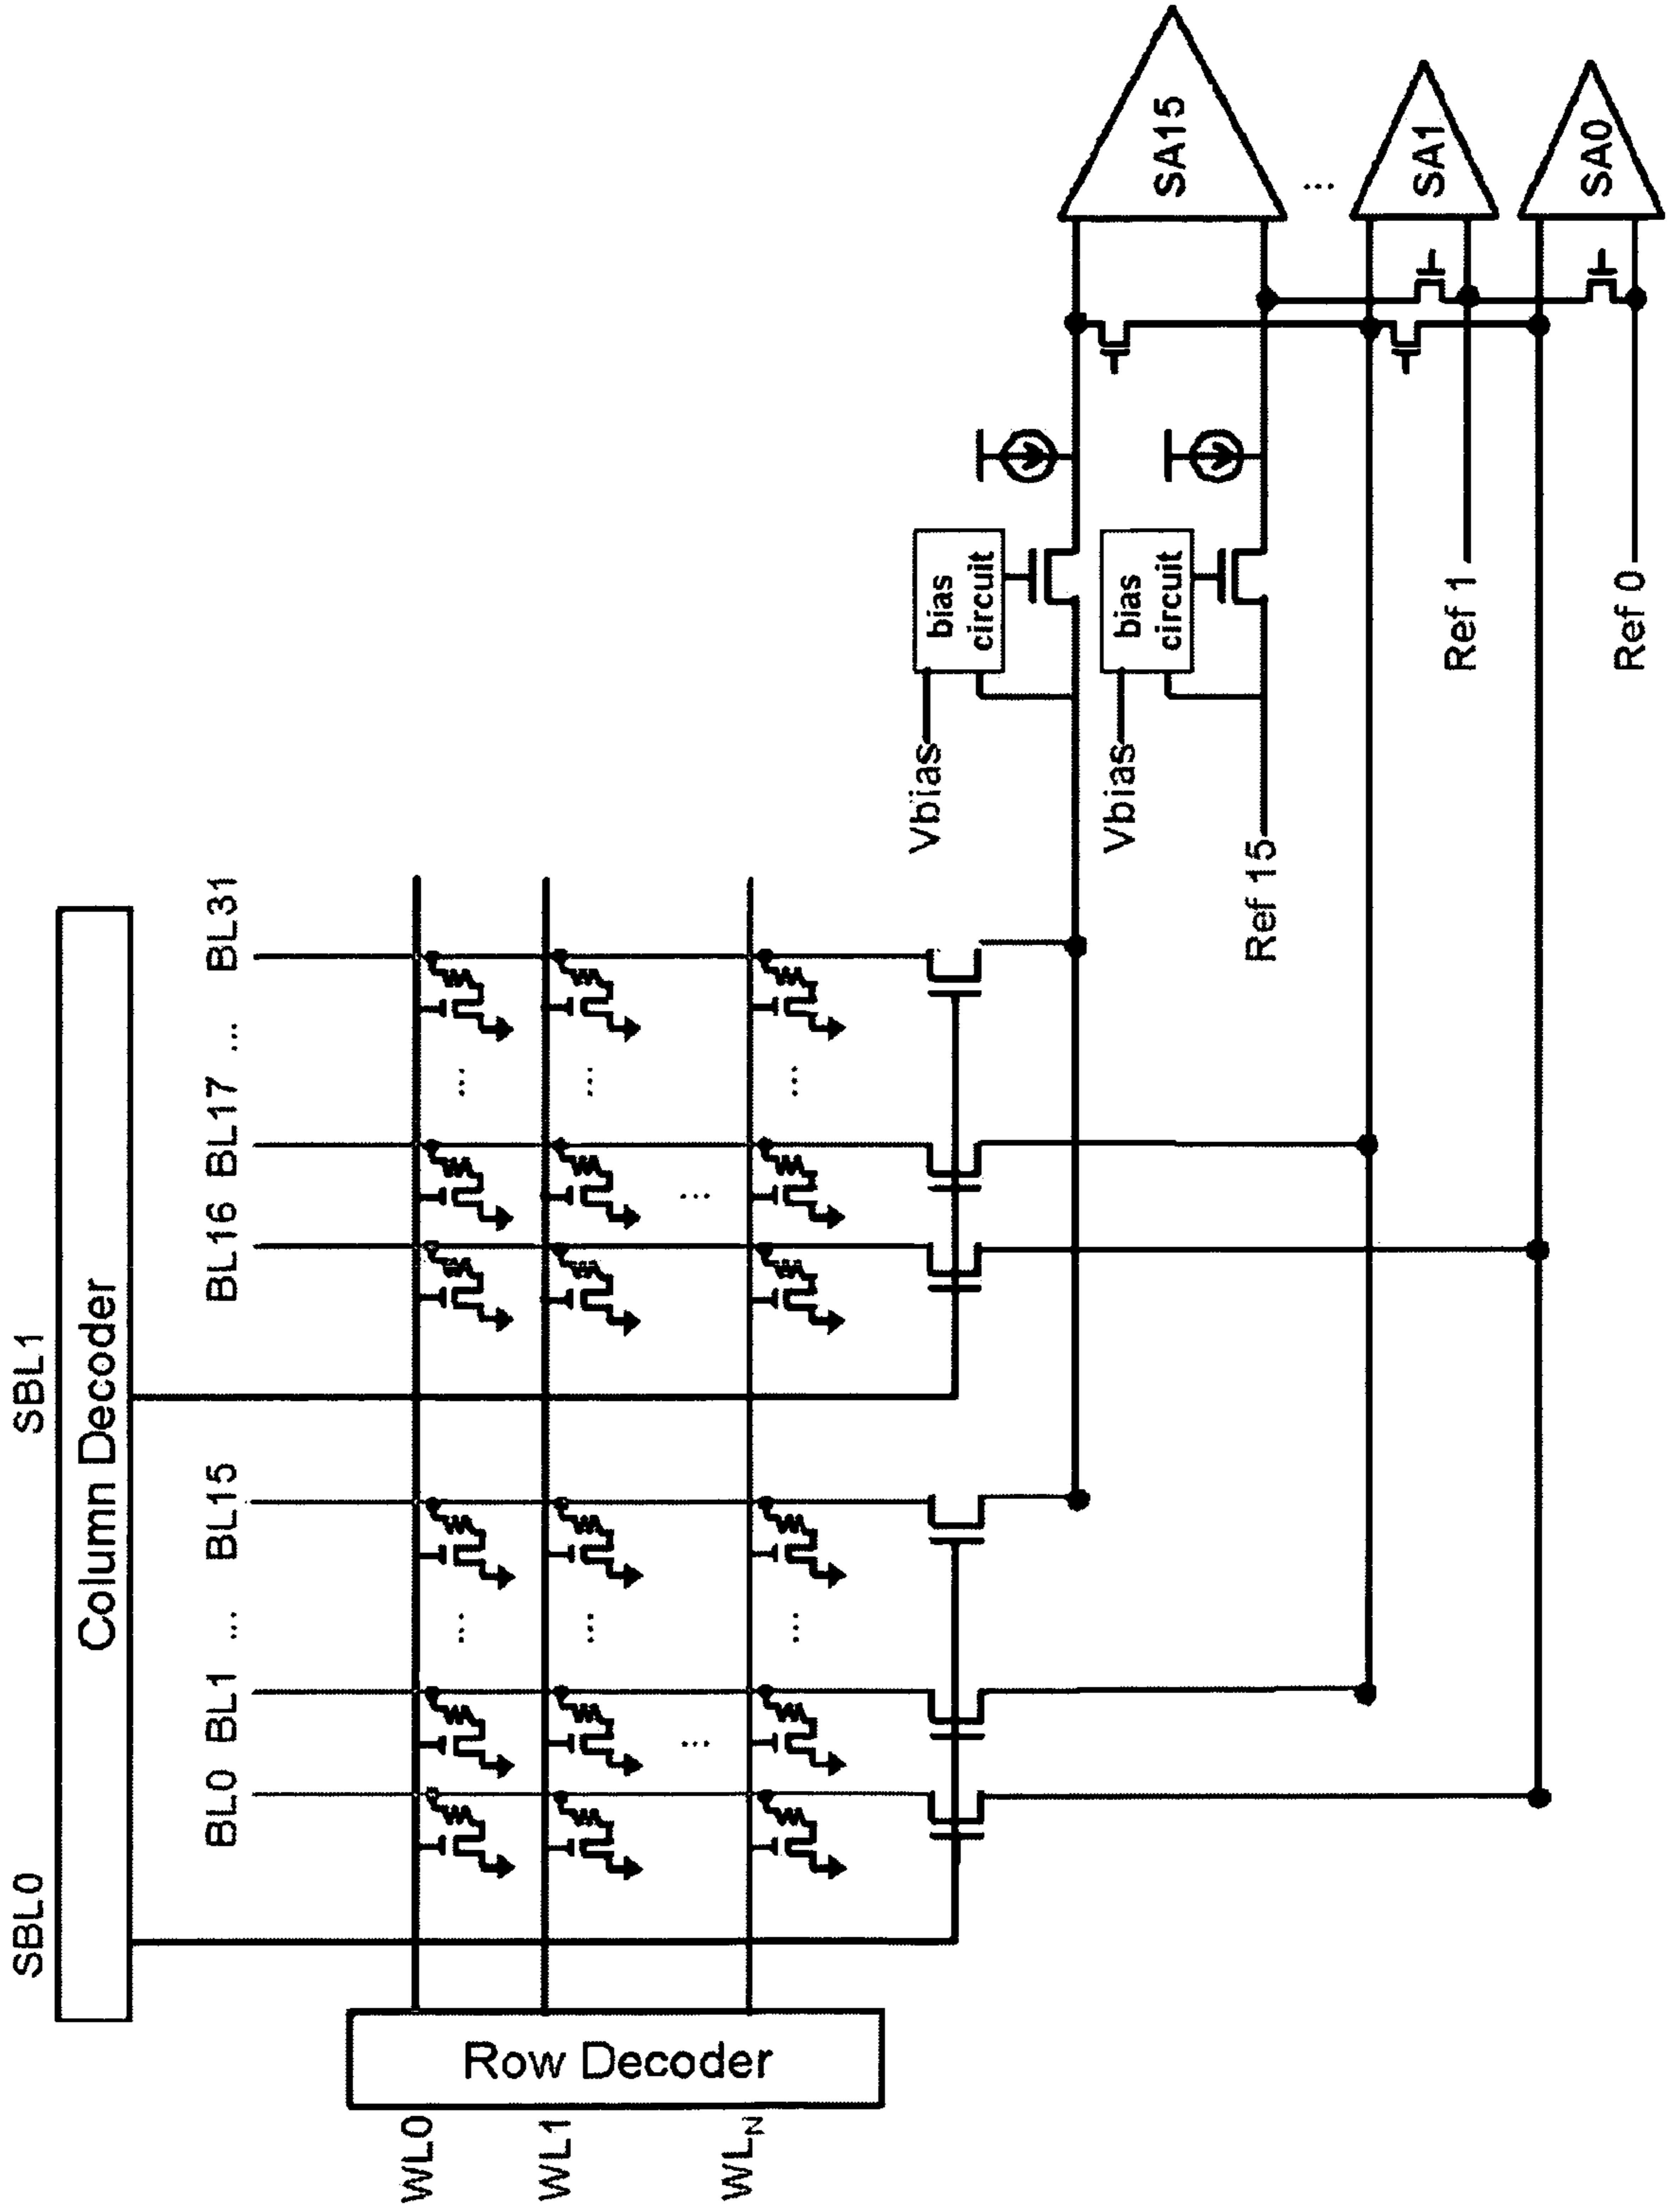 SBL0
SBL1
Column Decoder
BL0 BL1 ... BL15
BL16 BL17 ... BL31
WL0
WL1
WL_N
Row Decoder
...
...
...
...
...
...
...
...
Vbias
bias
circuit
Vbias
bias
circuit
Ref 15
SA15
...
SA1
Ref 1
SA0
Ref 0